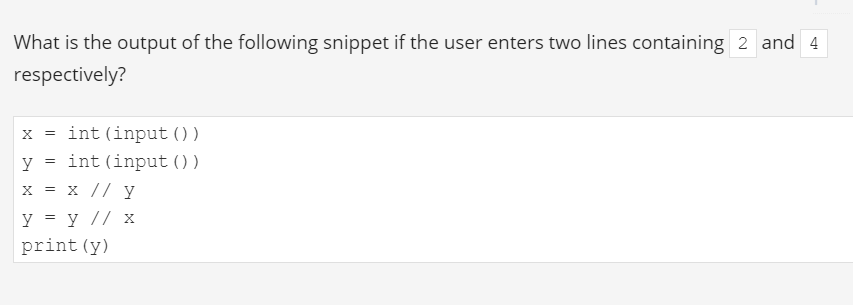 What is the output of the following snippet if the user enters two lines containing 2 and 4
respectively?
x = int(input())
y = int(input())
x = x // y
y = y // x
print(y)